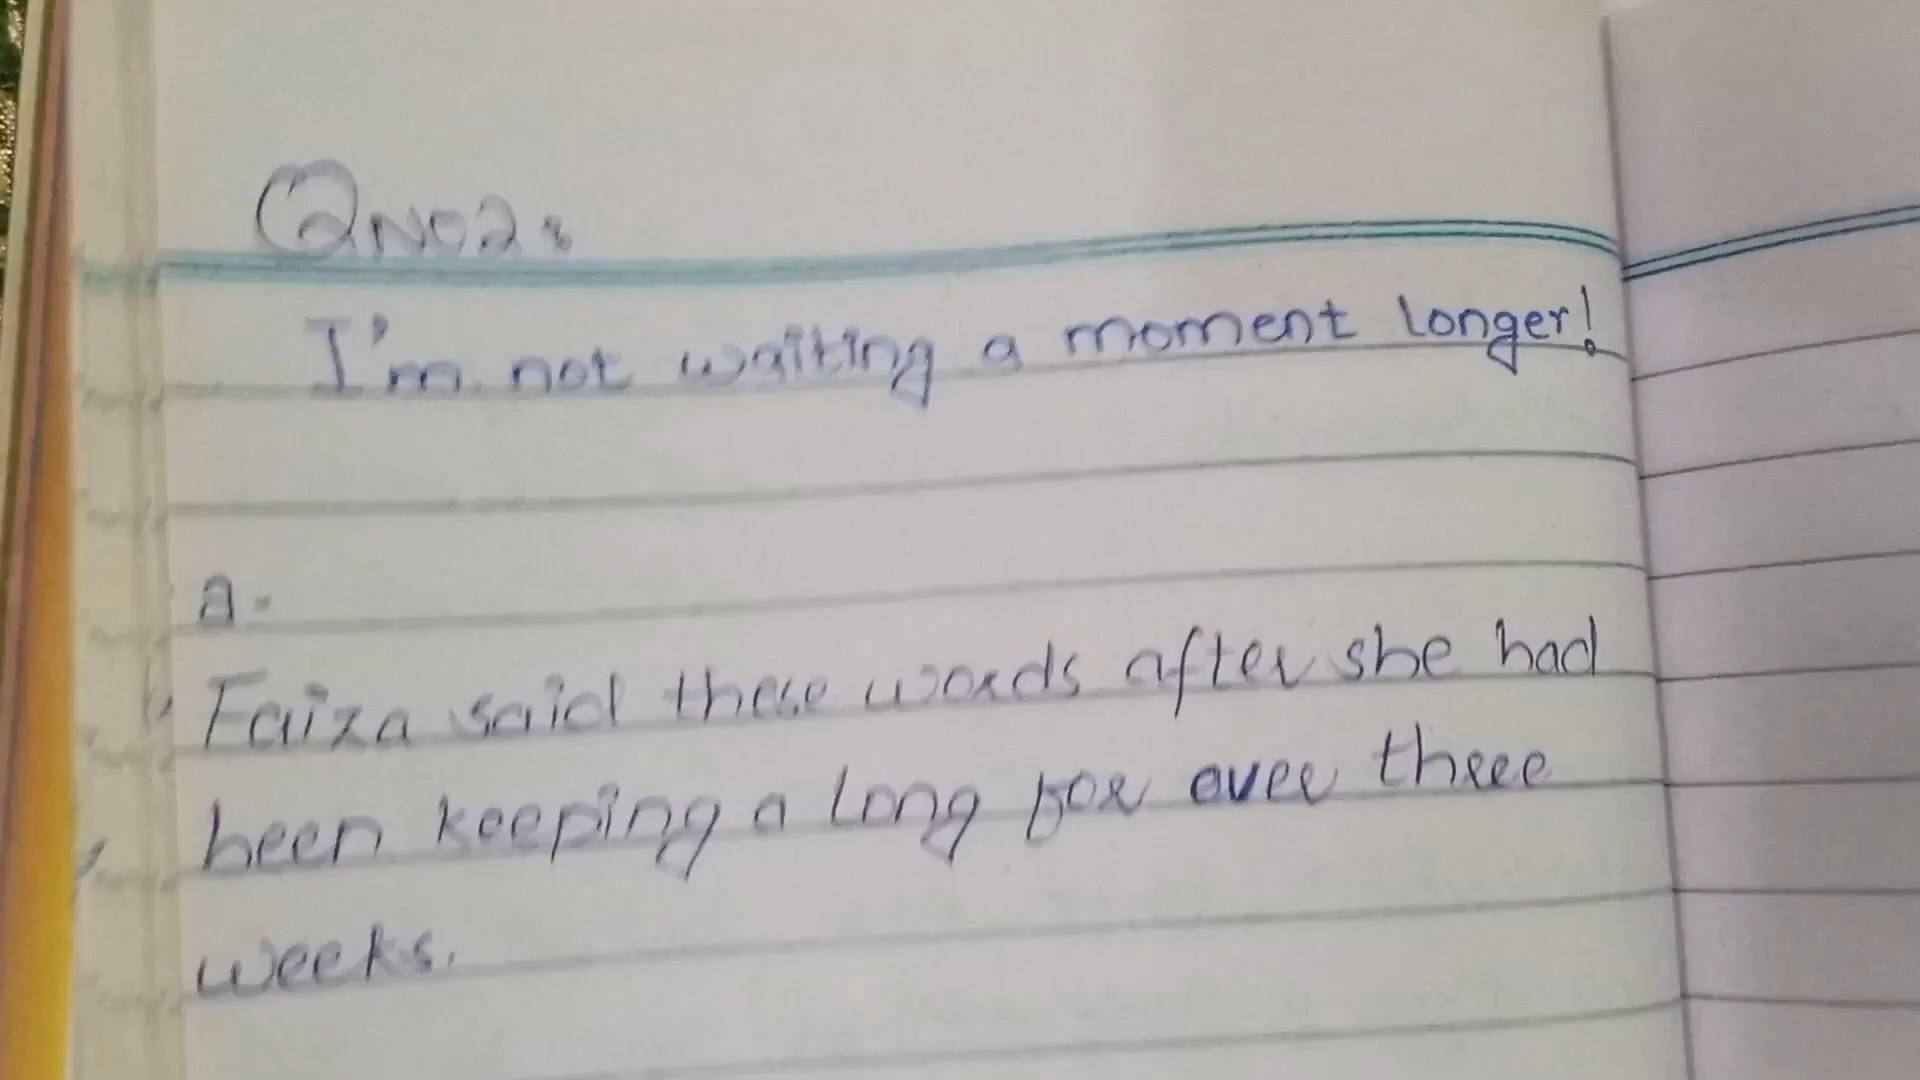 QNO2:
I'm not waiting a moment longer!
a.
Faiza said these words after she had
been keeping a long for over three
weeks.